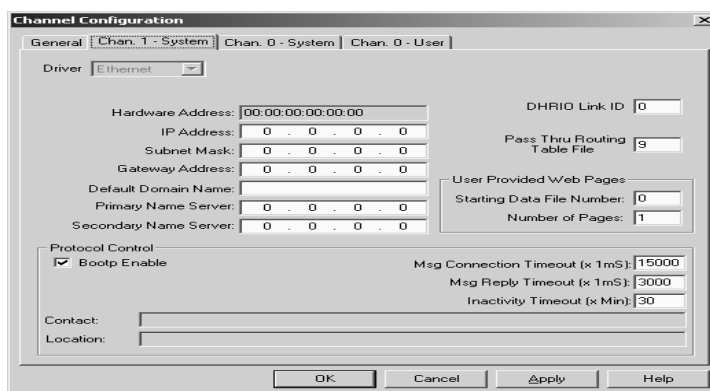 Channel Configuration
General Chan. 1 - System Chan. 0 - System Chan. 0 - User
Driver Ethernet
Hardware Address: 00:00:00:00:00:00
IP Address: 0 . 0 . 0 . 0
Subnet Mask: 0 . 0 . 0 . 0
Gateway Address: 0 . 0 . 0 . 0
Default Domain Name:
Primary Name Server: 0 . 0 . 0 . 0
Secondary Name Server: 0 . 0 . 0 . 0
DHRIO Link ID 0
Pass Thru Routing
Table File 9
User Provided Web Pages
Starting Data File Number: 0
Number of Pages: 1
Protocol Control
Bootp Enable
Msg Connection Timeout (x 1mS): 15000
Msg Reply Timeout (x 1mS): 3000
Inactivity Timeout (x Min): 30
Contact:
Location:
OK Cancel Apply Help